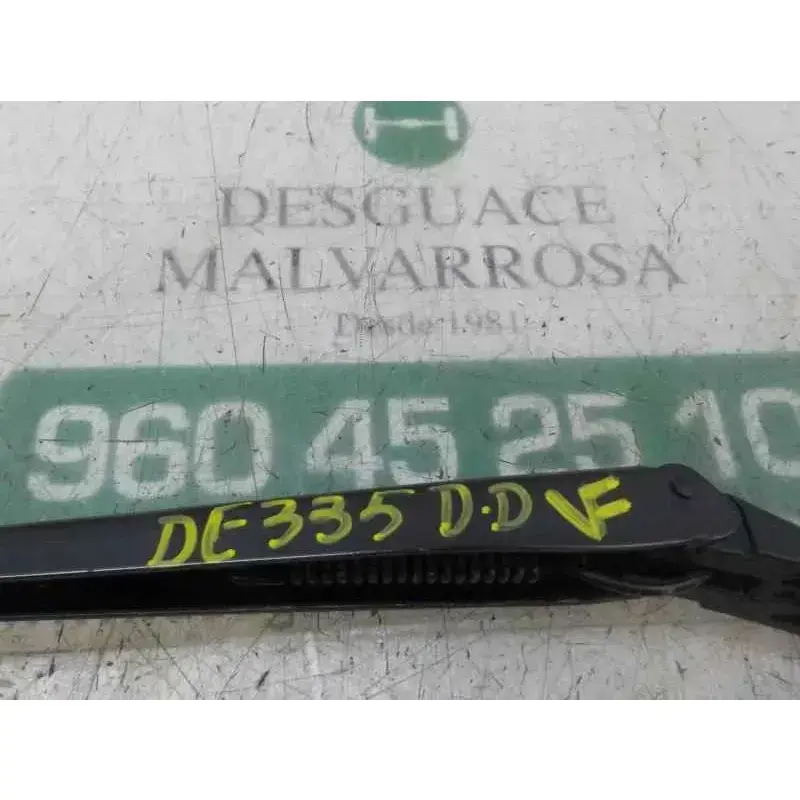 DESGUACE
MALVARROSA
Desde 1981
960 45 25 10
DE335 D.D VF